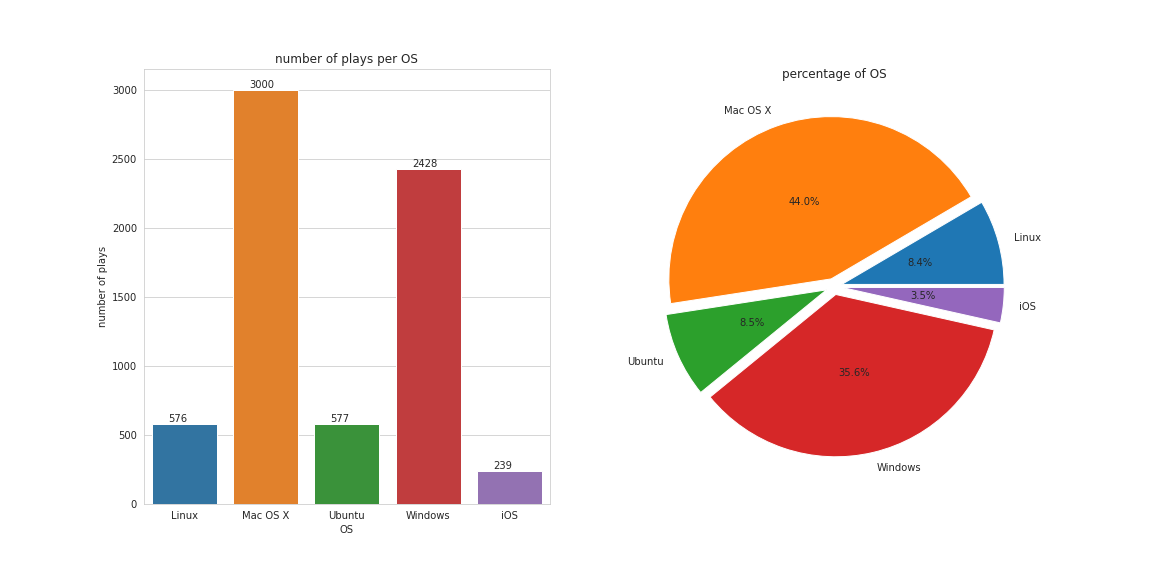 number of plays per OS
number of plays
3000
2500
2000
1500
1000
500
0
576
3000
577
2428
239
Linux
Mac OS X
Ubuntu
Windows
iOS
OS
percentage of OS
Mac OS X
44.0%
Linux
8.4%
3.5%
iOS
8.5%
Ubuntu
35.6%
Windows